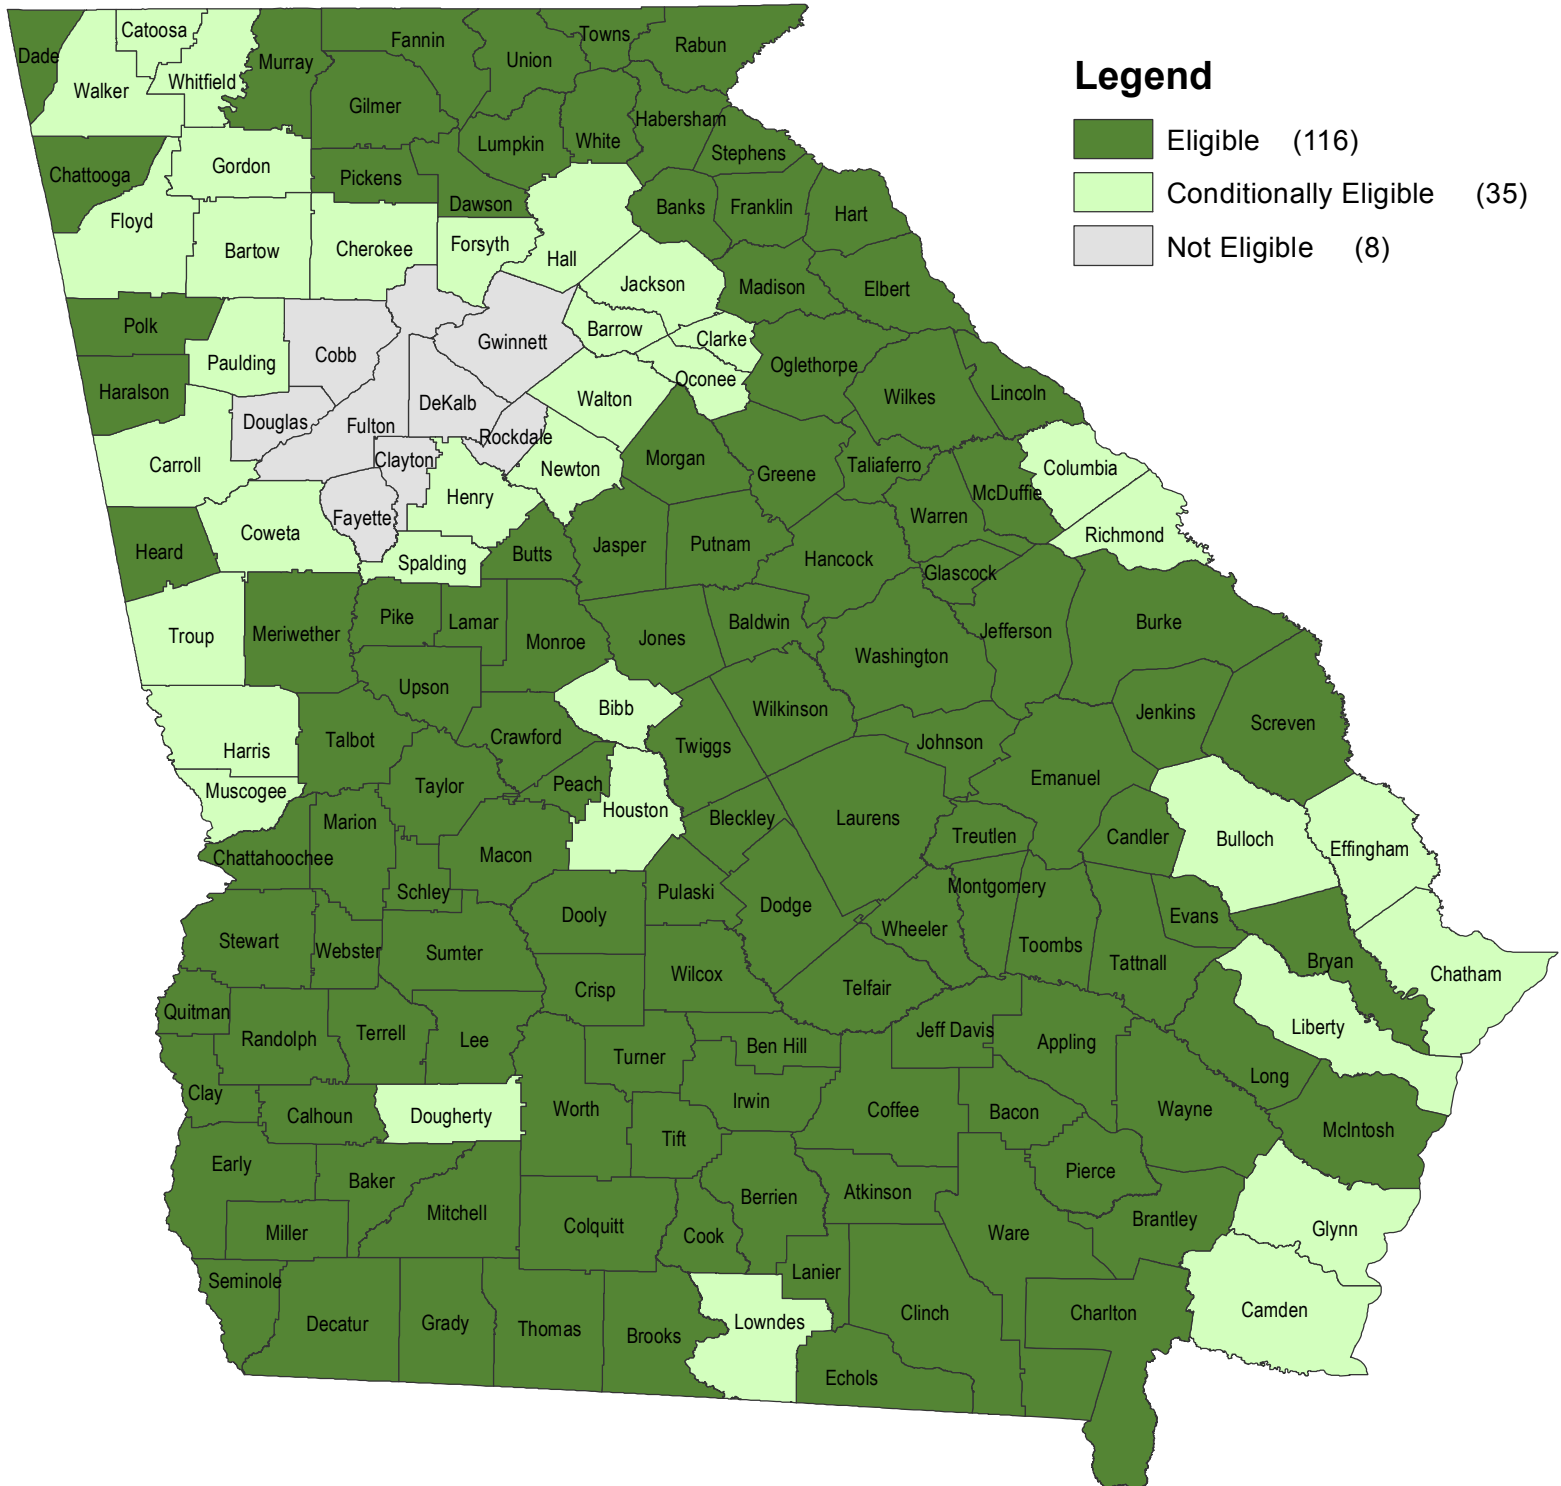 Legend
Eligible (116)
Conditionally Eligible (35)
Not Eligible (8)
Dade
Catoosa
Walker
Whitfield
Murray
Fannin
Union
Towns
Rabun
Gilmer
Habersham
White
Lumpkin
Stephens
Chattooga
Gordon
Pickens
Dawson
Banks
Franklin
Hart
Floyd
Bartow
Cherokee
Forsyth
Hall
Jackson
Madison
Elbert
Polk
Paulding
Cobb
Gwinnett
Barrow
Clarke
Oconee
Oglethorpe
Wilkes
Lincoln
Haralson
Douglas
Fulton
DeKalb
Rockdale
Walton
Carroll
Clayton
Henry
Newton
Morgan
Greene
Taliaferro
McDuffie
Columbia
Warren
Richmond
Heard
Coweta
Fayette
Spalding
Butts
Jasper
Putnam
Hancock
Glascock
Troup
Meriwether
Pike
Lamar
Monroe
Jones
Baldwin
Washington
Jefferson
Burke
Upson
Bibb
Wilkinson
Jenkins
Screven
Harris
Talbot
Crawford
Twiggs
Johnson
Emanuel
Muscogee
Taylor
Peach
Houston
Bleckley
Laurens
Treutlen
Candler
Bulloch
Effingham
Marion
Chattahoochee
Schley
Macon
Pulaski
Dodge
Montgomery
Evans
Dooly
Wheeler
Toombs
Tattnall
Bryan
Chatham
Stewart
Webster
Sumter
Crisp
Wilcox
Telfair
Liberty
Quitman
Randolph
Terrell
Lee
Turner
Ben Hill
Jeff Davis
Appling
Long
Clay
Calhoun
Dougherty
Worth
Irwin
Coffee
Bacon
Wayne
McIntosh
Tift
Early
Baker
Mitchell
Berrien
Atkinson
Pierce
Brantley
Glynn
Miller
Colquitt
Cook
Ware
Seminole
Lanier
Decatur
Grady
Thomas
Brooks
Lowndes
Clinch
Charlton
Camden
Echols